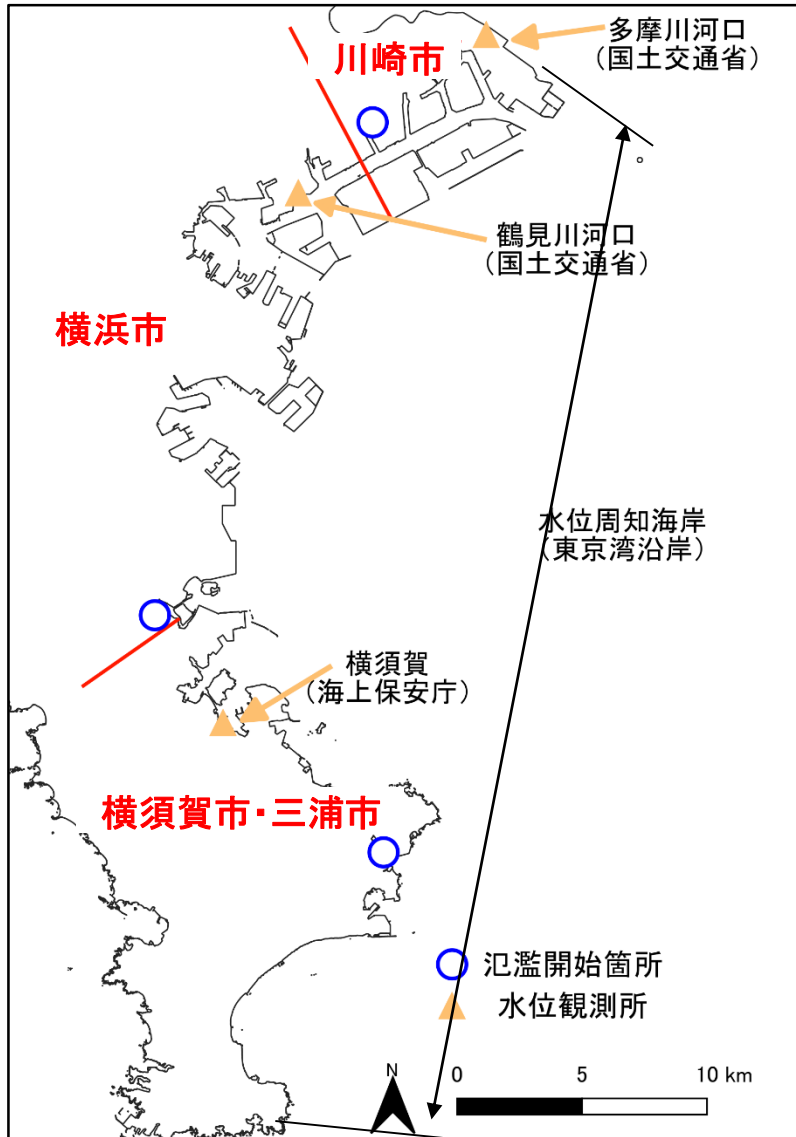 多摩川河口
(国土交通省)
川崎市
鶴見川河口
(国土交通省)
横浜市
水位周知海岸
(東京湾沿岸)
横須賀
(海上保安庁)
横須賀市・三浦市
氾濫開始箇所
水位観測所
N
0 5 10 km